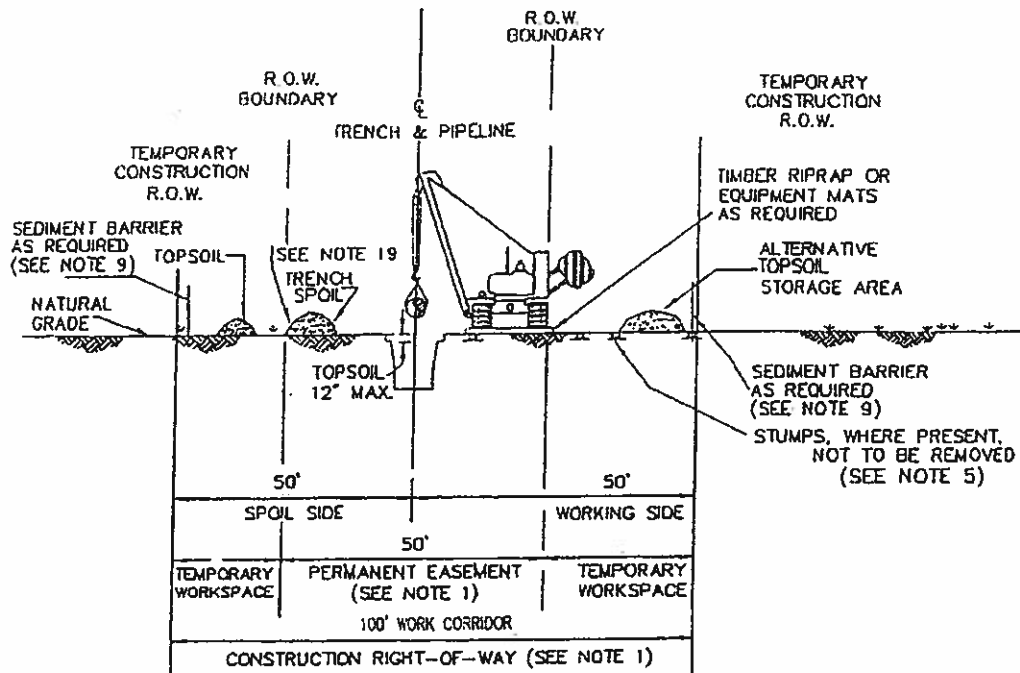 R.O.W.
BOUNDARY
R.O.W.
BOUNDARY
℄
TRENCH & PIPELINE
TEMPORARY
CONSTRUCTION
R.O.W.
TEMPORARY
CONSTRUCTION
R.O.W.
SEDIMENT BARRIER
AS REQUIRED
(SEE NOTE 9)
TOPSOIL
SEE NOTE 19
TRENCH
SPOIL
NATURAL
GRADE
TOPSOIL
12" MAX.
TIMBER RIPRAP OR
EQUIPMENT MATS
AS REQUIRED
ALTERNATIVE
TOPSOIL
STORAGE AREA
SEDIMENT BARRIER
AS REQUIRED
(SEE NOTE 9)
STUMPS, WHERE PRESENT,
NOT TO BE REMOVED
(SEE NOTE 5)
50'
50'
SPOIL SIDE
WORKING SIDE
50'
TEMPORARY
WORKSPACE
PERMANENT EASEMENT
(SEE NOTE 1)
TEMPORARY
WORKSPACE
100' WORK CORRIDOR
CONSTRUCTION RIGHT-OF-WAY (SEE NOTE 1)